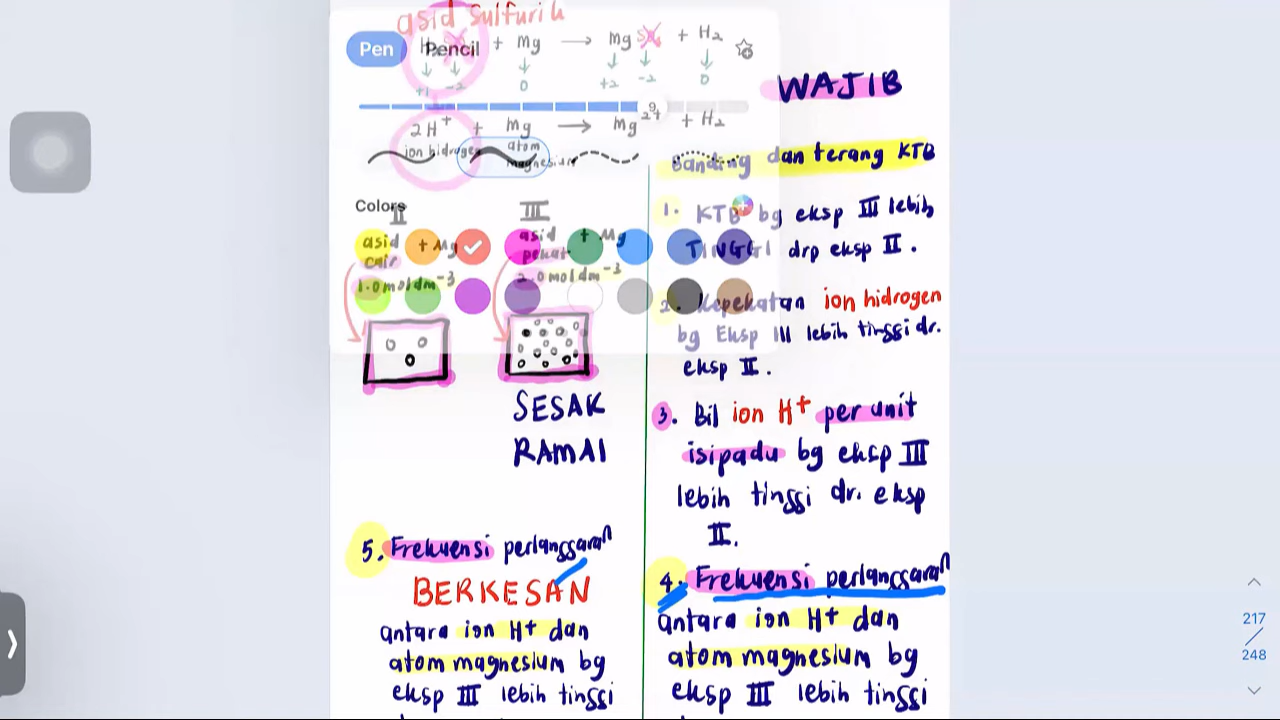 asid sulfurik
Pen
Pencil
+ Mg → Mg + H2
+1 -2 0 +2 -2 0
9
2H+ + Mg → Mg 2+ + H2
ion hidrogen
atom
magnesium
Colors
II
III
asid + Mg
cair
1.0 moldm-3
asid + Mg
pekat
2.0 moldm-3
SESAK
RAMAI
5. Frekuensi perlanggaran
BERKESAN
antara ion H+ dan
atom magnesium bg
eksp III lebih tinggi
WAJIB
Banding dan terang KTB
1. KTB bg eksp III lebih
TINGGI drp eksp II.
2. Kepekatan ion hidrogen
bg Eksp III lebih tinggi dr.
eksp II.
3. Bil ion H+ per unit
isipadu bg eksp III
lebih tinggi dr. eksp
II.
4. Frekuensi perlanggaran
antara ion H+ dan
atom magnesium bg
eksp III lebih tinggi
217
248